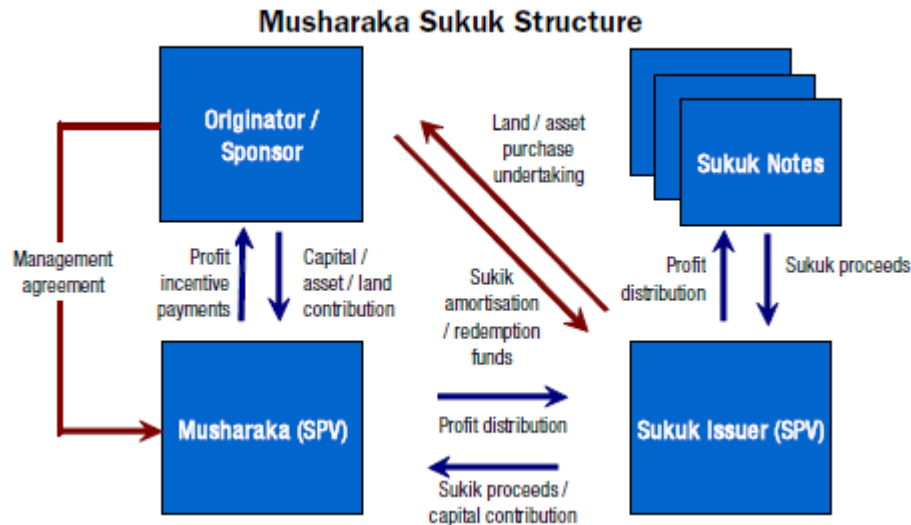 Musharaka Sukuk Structure
Originator /
Sponsor
Land / asset
purchase
undertaking
Sukuk Notes
Management
agreement
Profit
incentive
payments
Capital /
asset / land
contribution
Sukik
amortisation
/ redemption
funds
Profit
distribution
Sukuk proceeds
Musharaka (SPV)
Profit distribution
Sukuk Issuer (SPV)
Sukik proceeds /
capital contribution